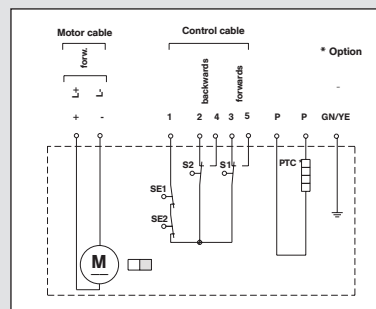 Motor cable Control cable
* Option
forw.
backwards
forwards
L+ L-
-
+ - 1 2 4 3 5 P P GN/YE
S2 S1 PTC *
SE1
SE2
M